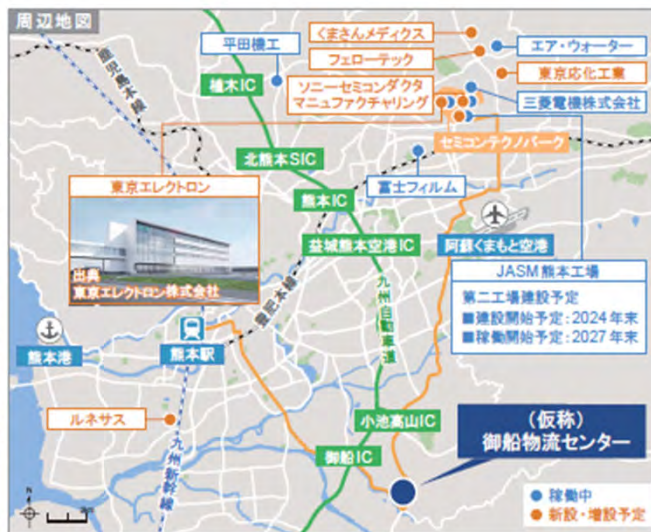 周辺地図
くまさんメディクス
平田機工
フェローテック
エア・ウォーター
鹿児島本線
植木IC
ソニーセミコンダクタ
マニュファクチャリング
東京応化工業
三菱電機株式会社
セミコンテクノパーク
北熊本SIC
東京エレクトロン
熊本IC
富士フィルム
益城熊本空港IC
阿蘇くまもと空港
出典
東京エレクトロン株式会社
豊肥本線
九州自動車道
JASM熊本工場
第二工場建設予定
■建設開始予定:2024年末
■稼働開始予定:2027年末
熊本港
熊本駅
ルネサス
九州新幹線
小池高山IC
御船IC
(仮称)
御船物流センター
N
●稼働中
●新設・増設予定